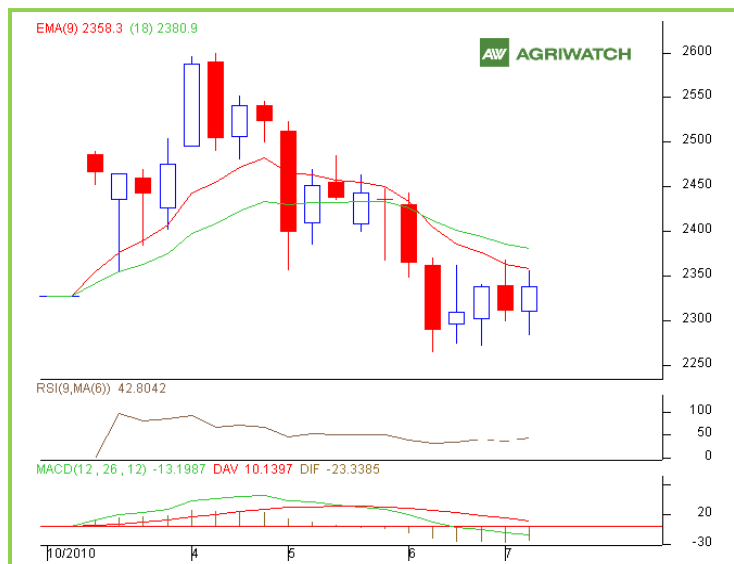 EMA(9) 2358.3 (18) 2380.9
AW AGRIWATCH
2600
2550
2500
2450
2400
2350
2300
2250
RSI(9,MA(6)) 42.8042
100
50
0
MACD(12 , 26 , 12) -13.1987 DAV 10.1397 DIF -23.3385
20
-30
10/2010 4 5 6 7